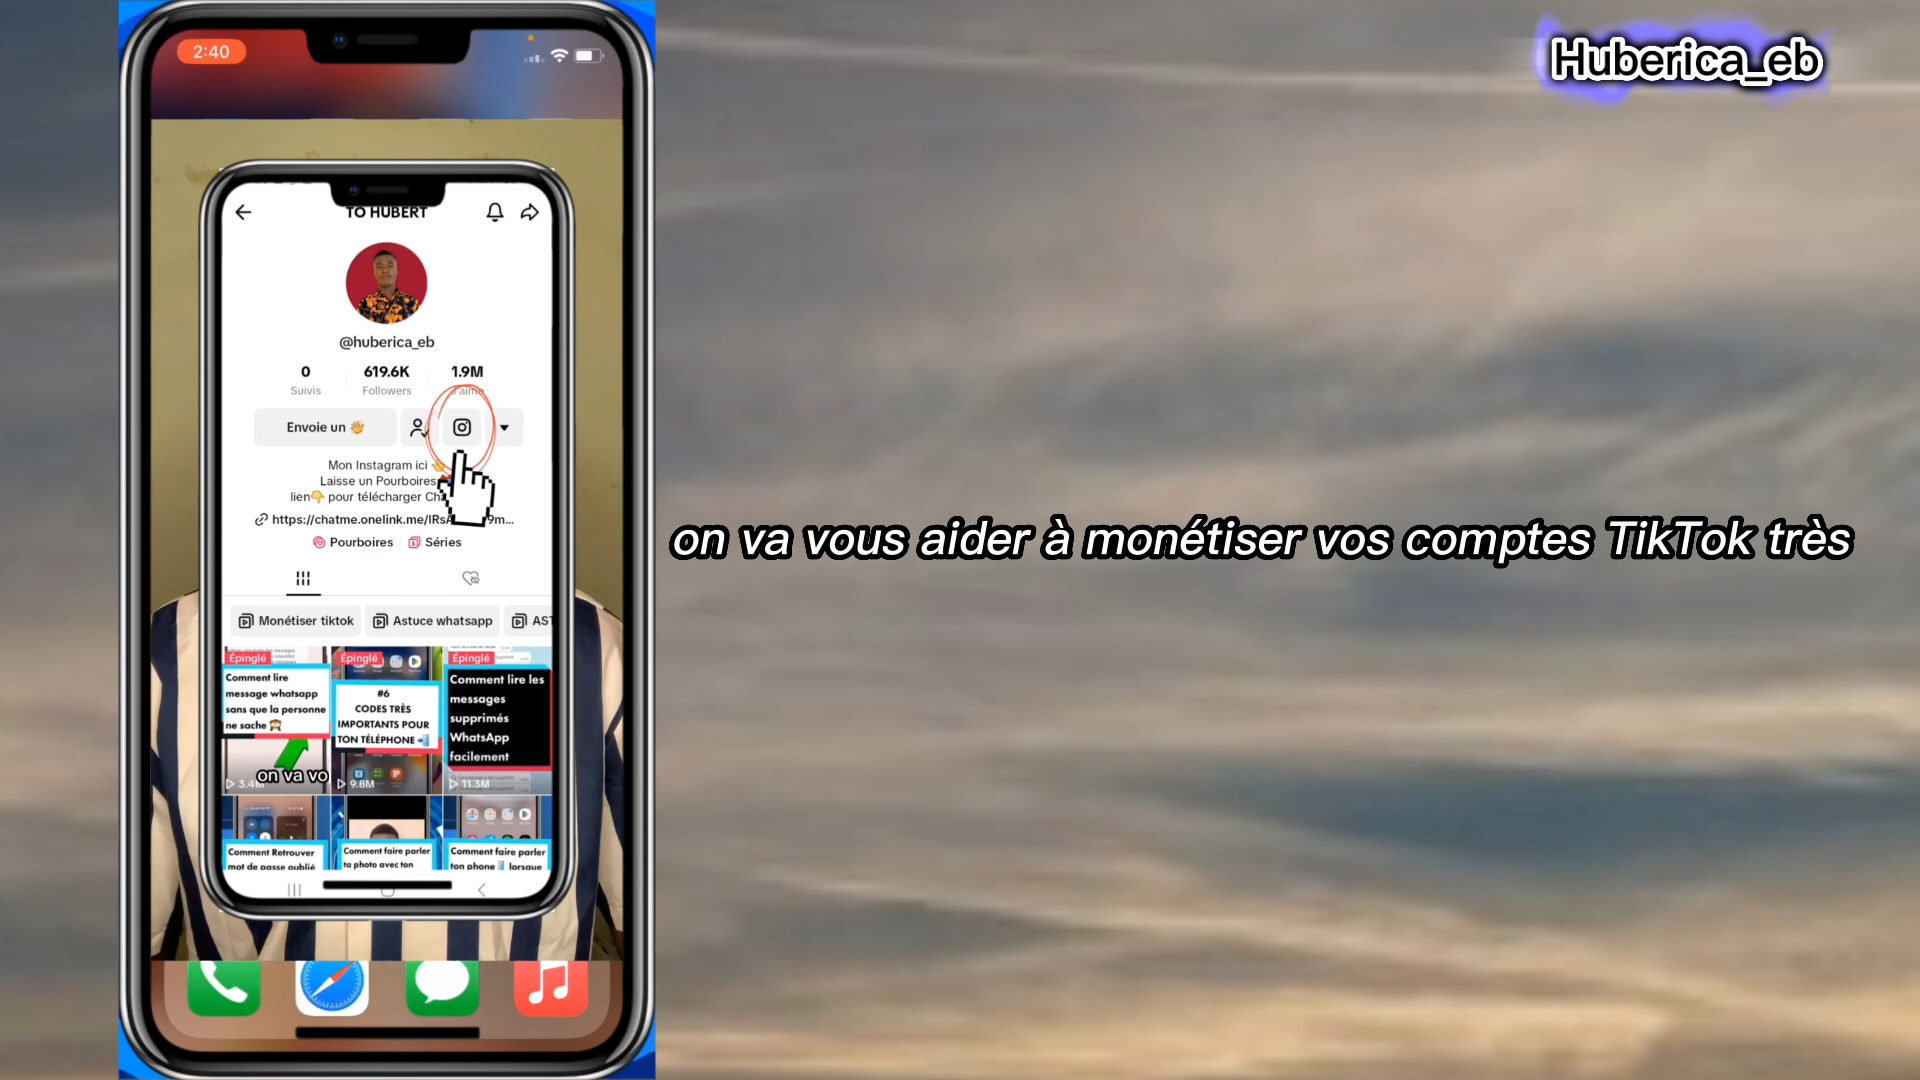 2:40
Huberica_eb
TO HUBERT
@huberica_eb
0
619.6K
1.9M
Suivis
Followers
J'aime
Envoie un 👋
Mon Instagram ici
Laisse un Pourboires
lien👇 pour télécharger
https://chatme.onelink.me/
Pourboires
Séries
on va vous aider à monétiser vos comptes TikTok très
Monétiser tiktok
Astuce whatsapp
Épinglé
Comment lire
message whatsapp
sans que la personne
ne sache
on va vo
Épinglé
#6
CODES TRÈS
IMPORTANTS POUR
TON TÉLÉPHONE 📲
9.8M
Épinglé
Comment lire les
messages
supprimés
WhatsApp
facilement
11.3M
Comment Retrouver
mot de passe oublié
Comment faire parler
ta photo avec ton
Comment faire parler
ton phone 📱 lorsque